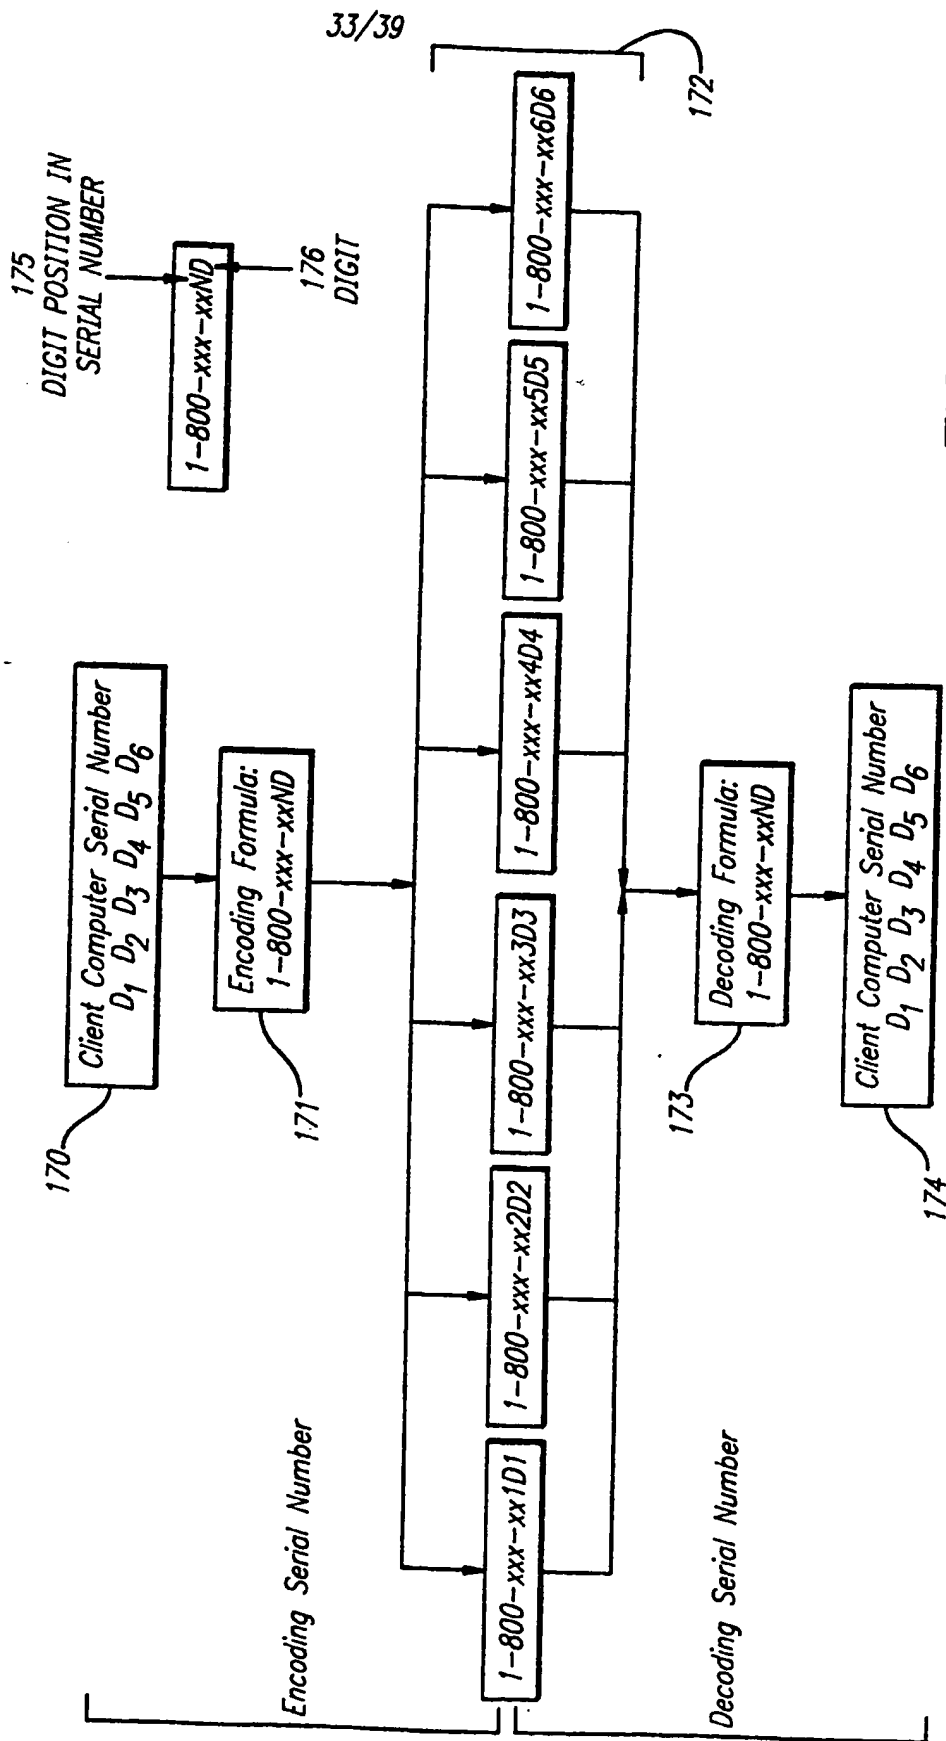 33/39
175
DIGIT POSITION IN
SERIAL NUMBER
1-800-xxx-xxND
176
DIGIT
170
Client Computer Serial Number
D1 D2 D3 D4 D5 D6
171
Encoding Formula:
1-800-xxx-xxND
Encoding Serial Number
1-800-xxx-xx1D1
1-800-xxx-xx2D2
1-800-xxx-xx3D3
1-800-xxx-xx4D4
1-800-xxx-xx5D5
1-800-xxx-xx6D6
172
Decoding Serial Number
173
Decoding Formula:
1-800-xxx-xxND
174
Client Computer Serial Number
D1 D2 D3 D4 D5 D6